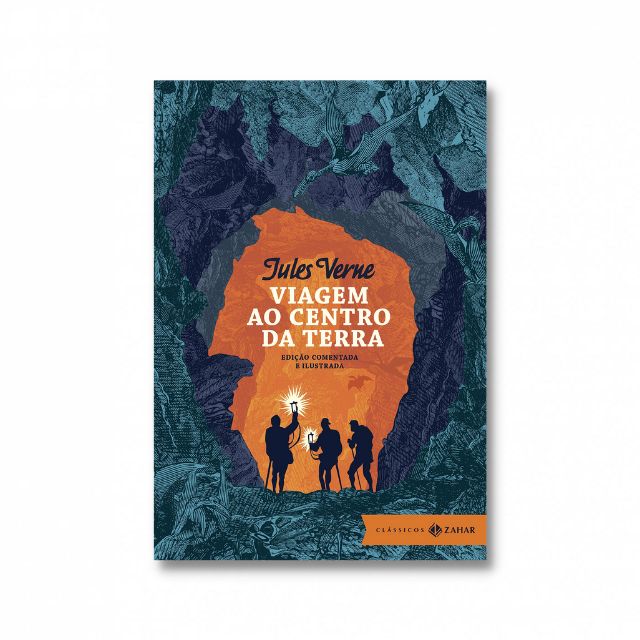 Jules Verne
VIAGEM
AO CENTRO
DA TERRA
EDIÇÃO COMENTADA
E ILUSTRADA
CLÁSSICOS ZAHAR